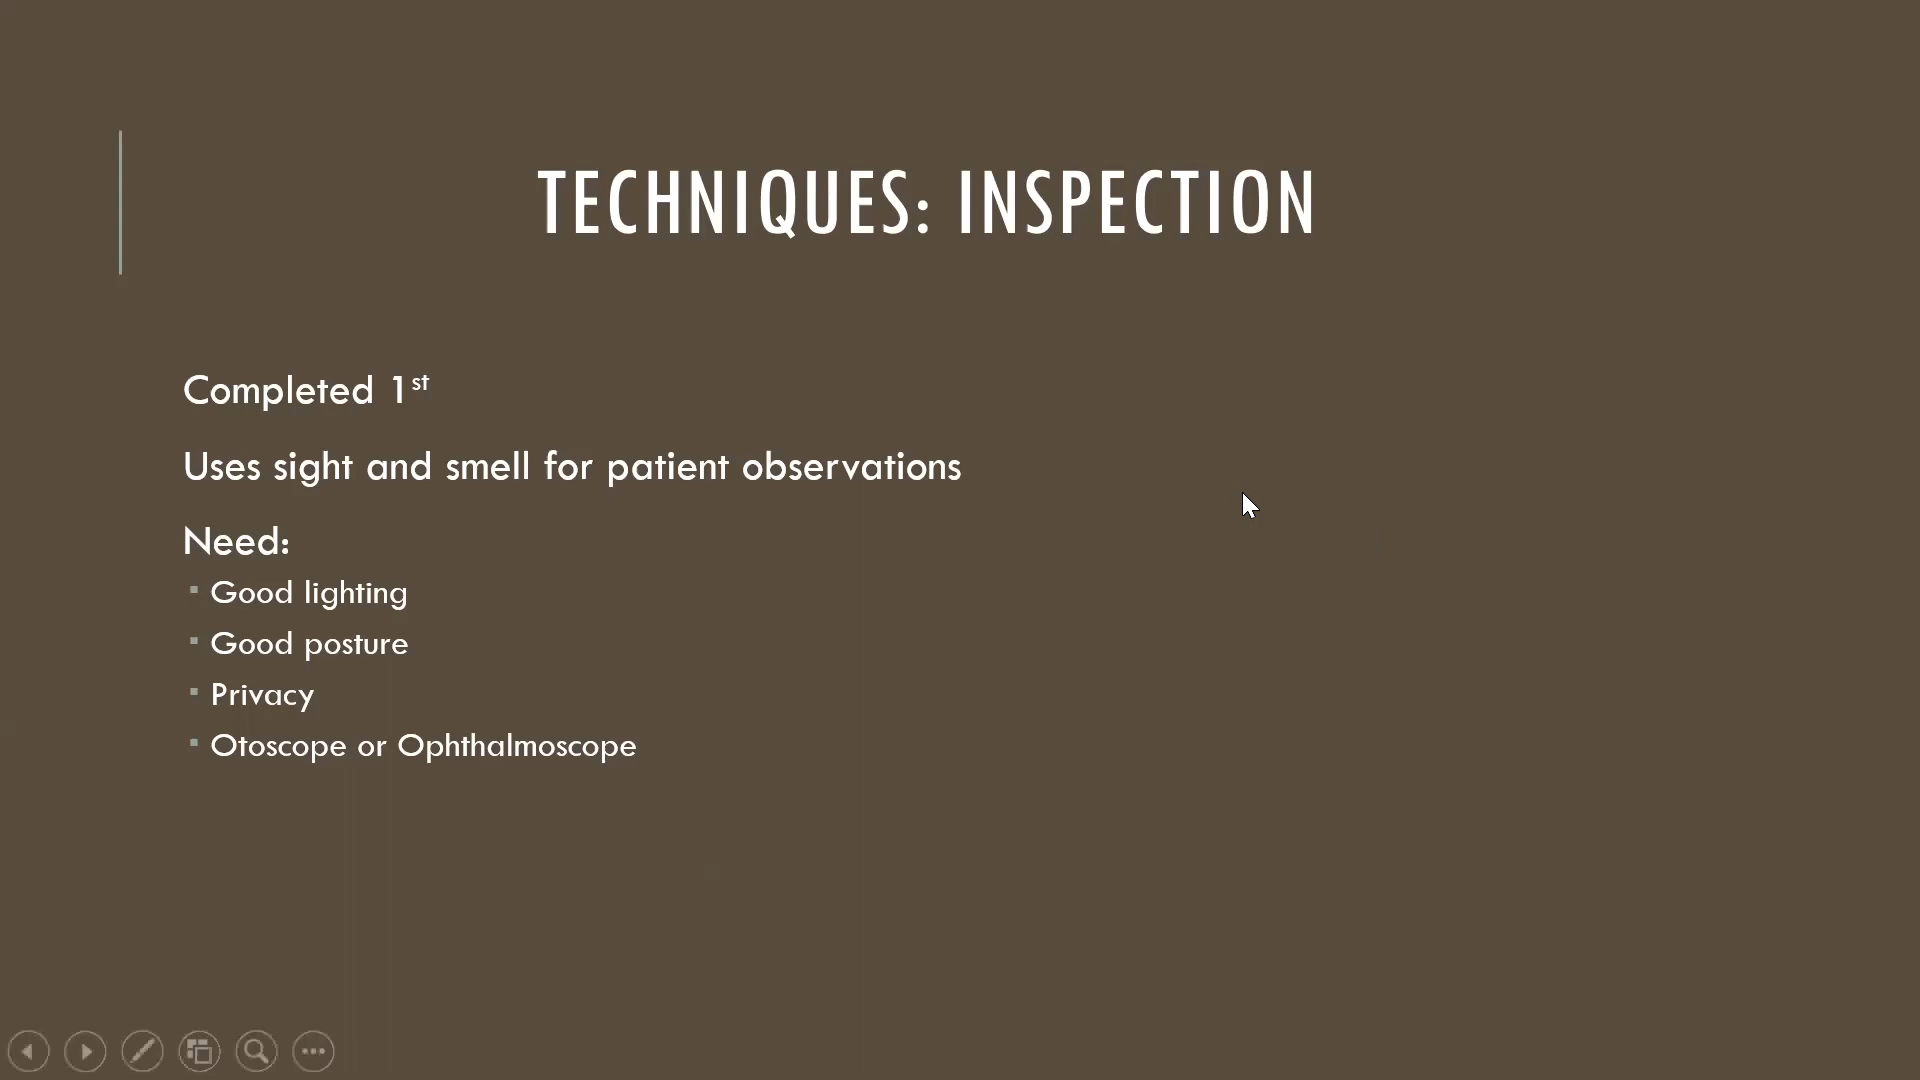 TECHNIQUES: INSPECTION
Completed 1st
Uses sight and smell for patient observations
Need:
Good lighting
Good posture
Privacy
Otoscope or Ophthalmoscope